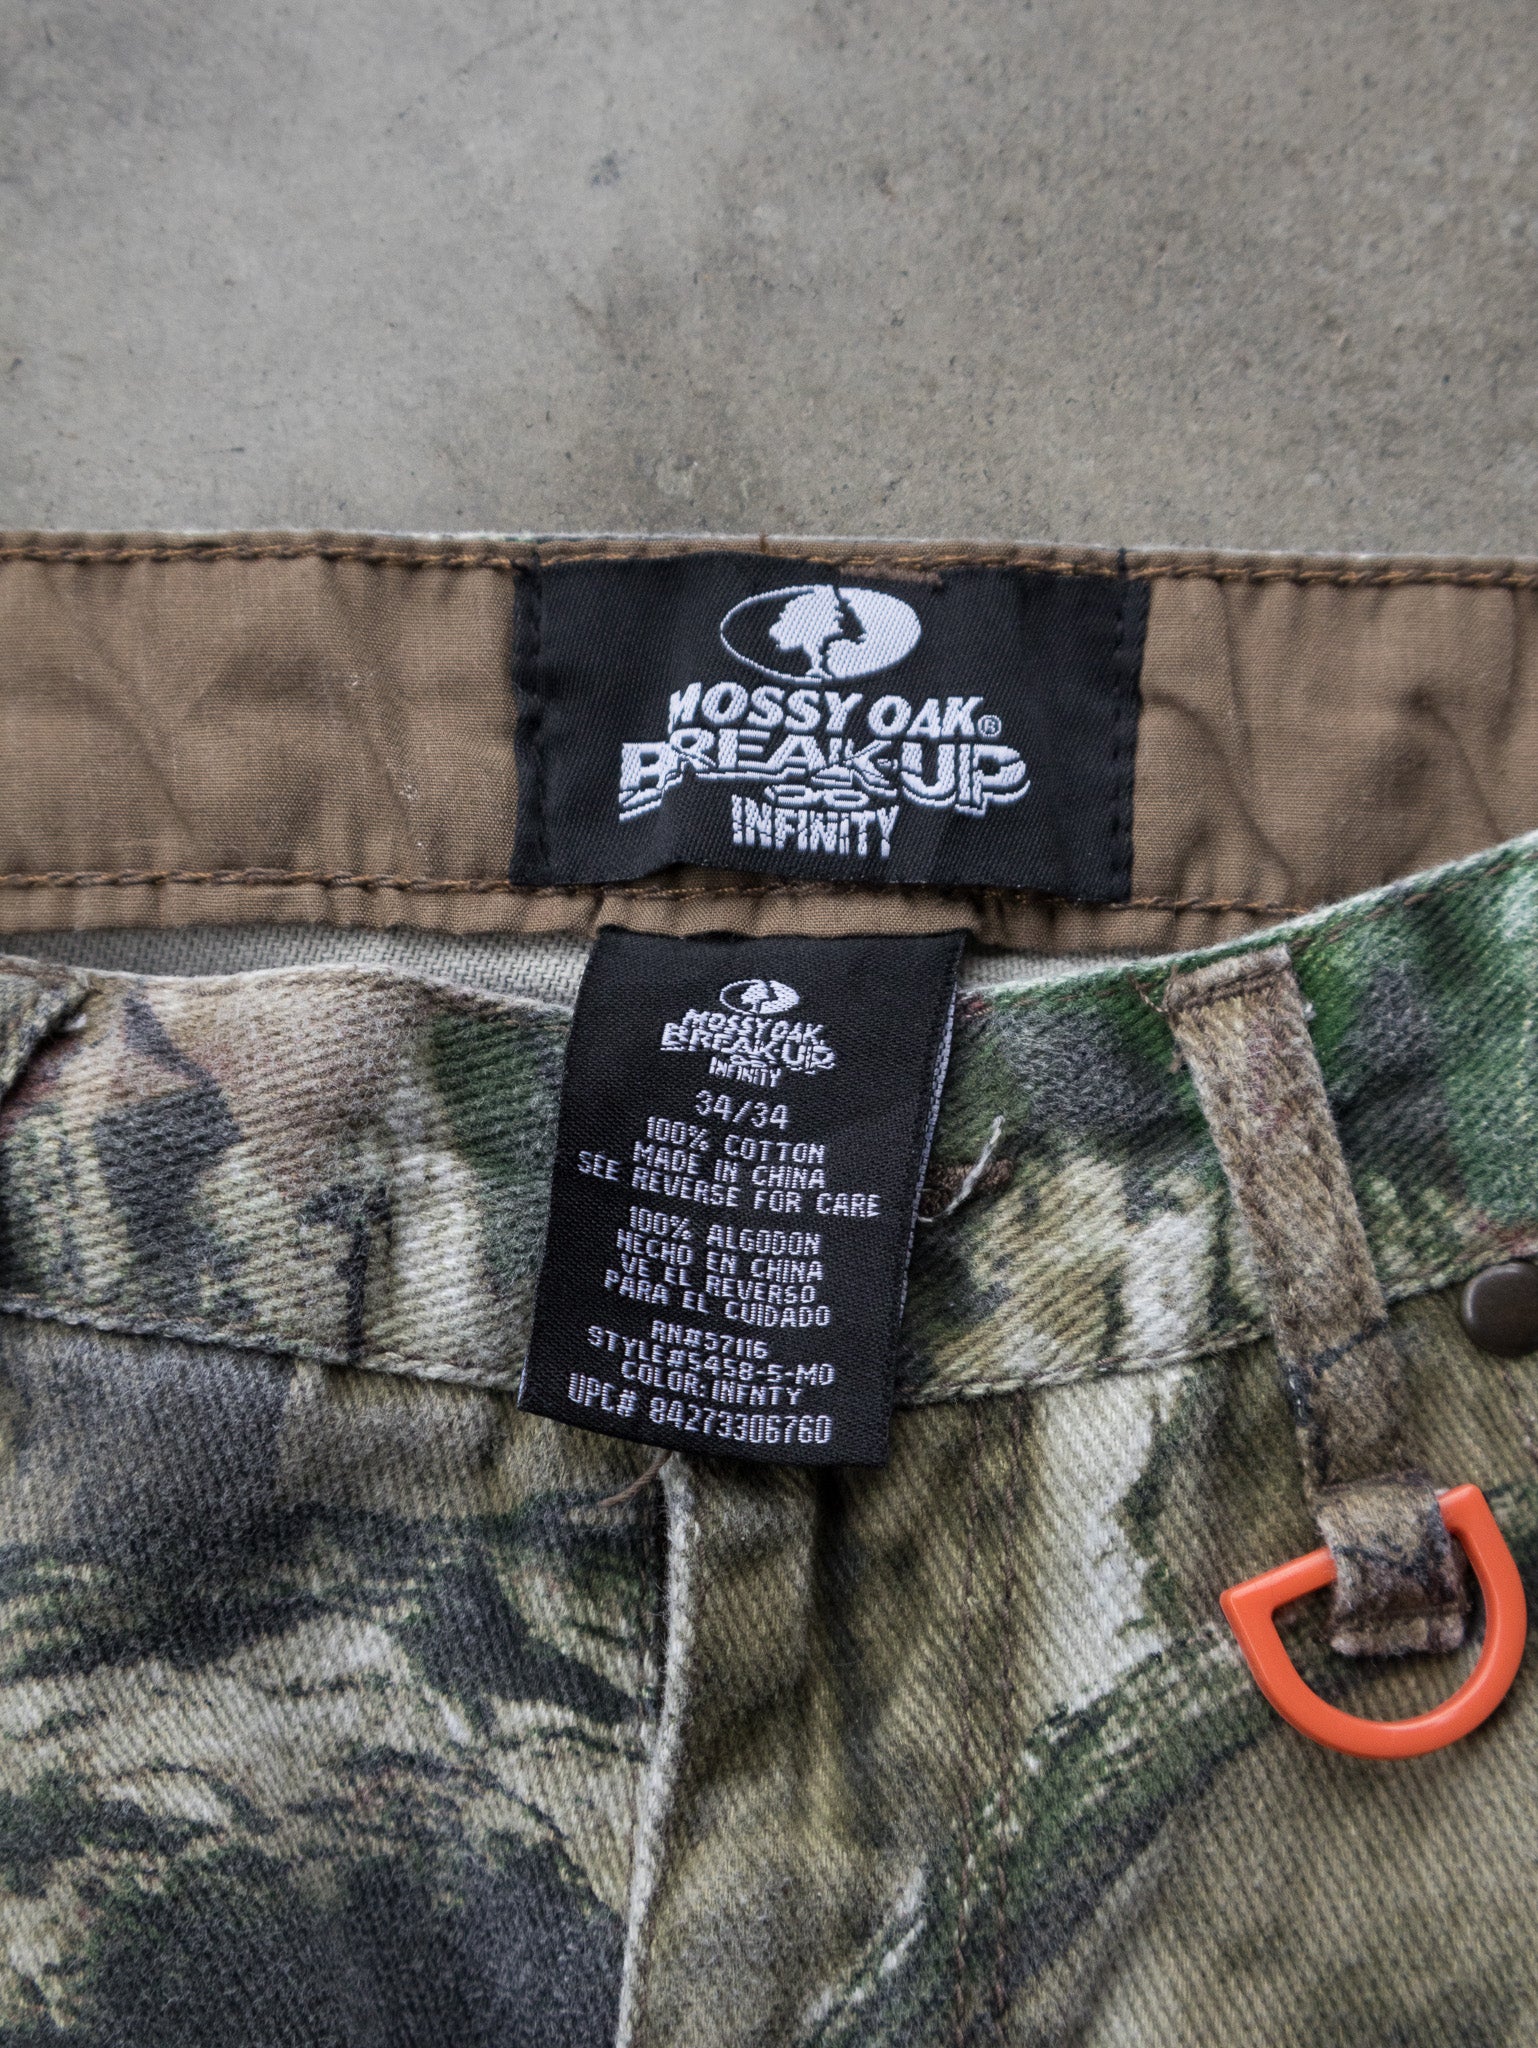 MOSSY OAK®
BREAK-UP
INFINITY
MOSSY OAK
BREAK-UP
INFINITY
34/34
100% COTTON
MADE IN CHINA
SEE REVERSE FOR CARE
100% ALGODON
HECHO EN CHINA
VE EL REVERSO
PARA EL CUIDADO
RN#57116
STYLE#5458-5-MO
COLOR: INFNTY
UPC# 84273306760